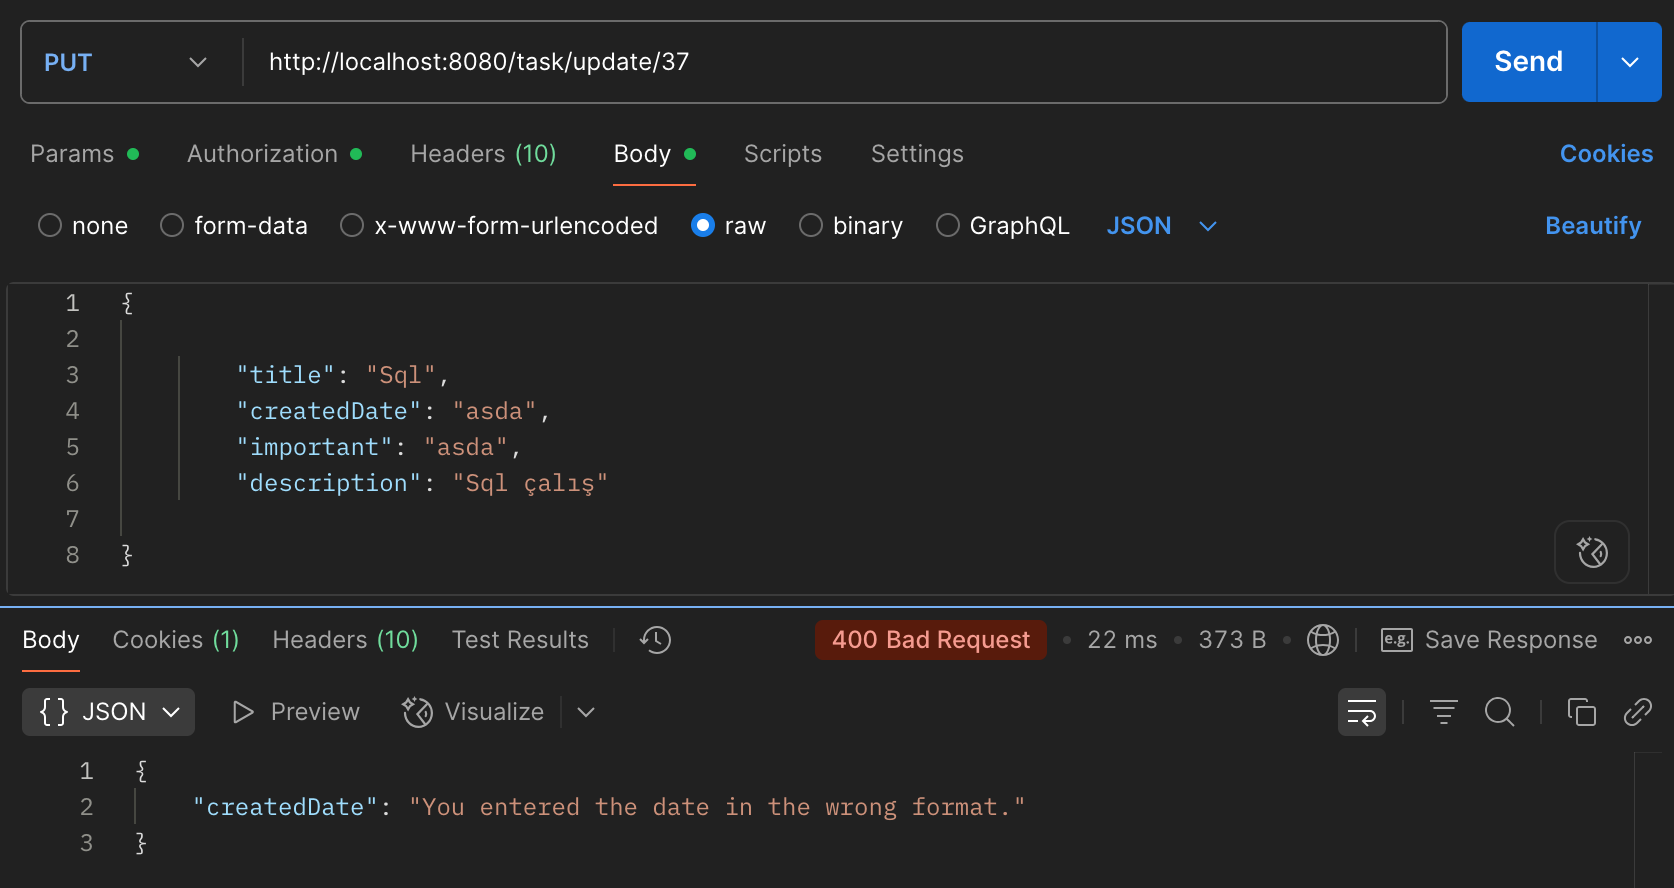 PUT http://localhost:8080/task/update/37 Send
Params Authorization Headers (10) Body Scripts Settings Cookies
none form-data x-www-form-urlencoded raw binary GraphQL JSON Beautify
1 {
2
3 "title": "Sql",
4 "createdDate": "asda",
5 "important": "asda",
6 "description": "Sql çalış"
7
8 }
Body Cookies (1) Headers (10) Test Results 400 Bad Request 22 ms 373 B e.g. Save Response
{} JSON Preview Visualize
1 {
2 "createdDate": "You entered the date in the wrong format."
3 }